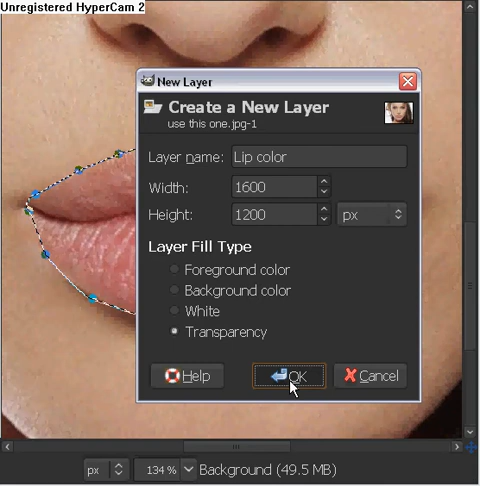 Unregistered HyperCam 2
New Layer
Create a New Layer
use this one.jpg-1
Layer name: Lip color
Width: 1600
Height: 1200 px
Layer Fill Type
Foreground color
Background color
White
Transparency
Help OK Cancel
px 134 % Background (49.5 MB)